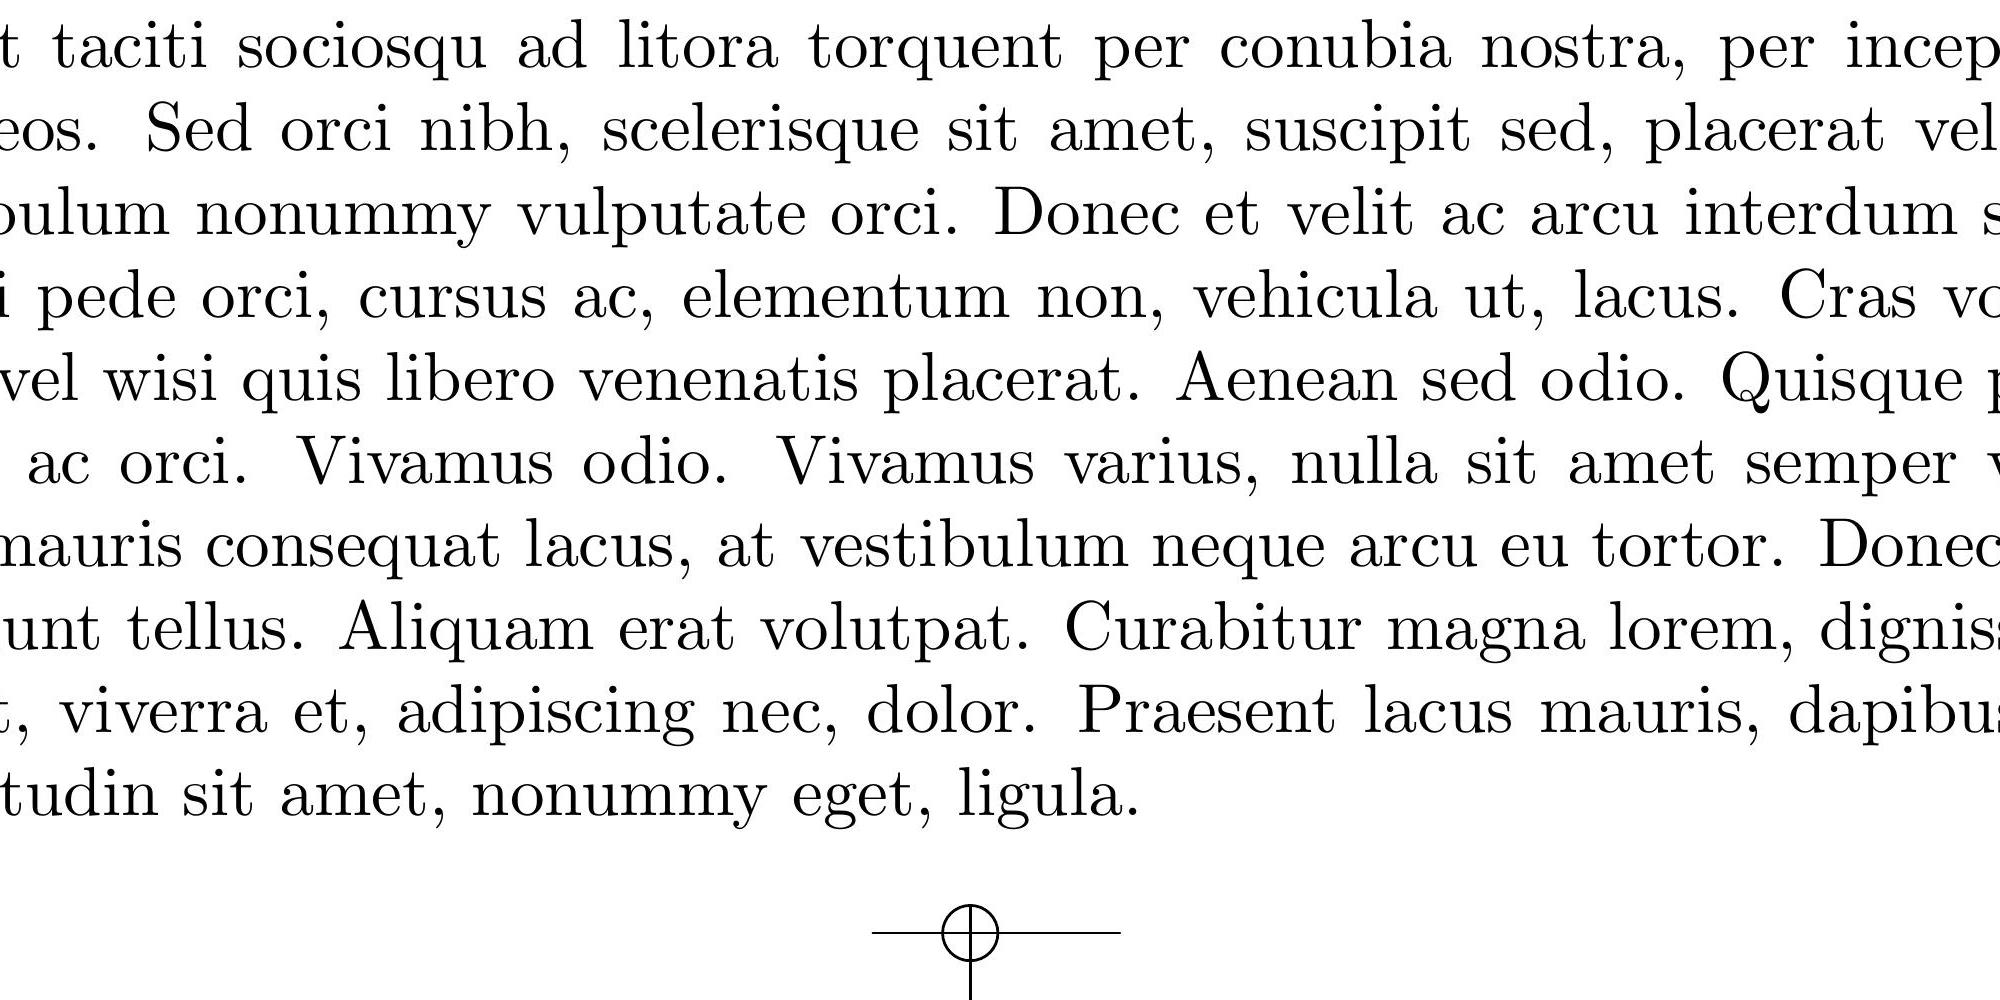 t taciti sociosqu ad litora torquent per conubia nostra, per incep
eos. Sed orci nibh, scelerisque sit amet, suscipit sed, placerat vel
bulum nonummy vulputate orci. Donec et velit ac arcu interdum s
i pede orci, cursus ac, elementum non, vehicula ut, lacus. Cras vo
vel wisi quis libero venenatis placerat. Aenean sed odio. Quisque p
ac orci. Vivamus odio. Vivamus varius, nulla sit amet semper v
mauris consequat lacus, at vestibulum neque arcu eu tortor. Donec
unt tellus. Aliquam erat volutpat. Curabitur magna lorem, digniss
t, viverra et, adipiscing nec, dolor. Praesent lacus mauris, dapibus
tudin sit amet, nonummy eget, ligula.